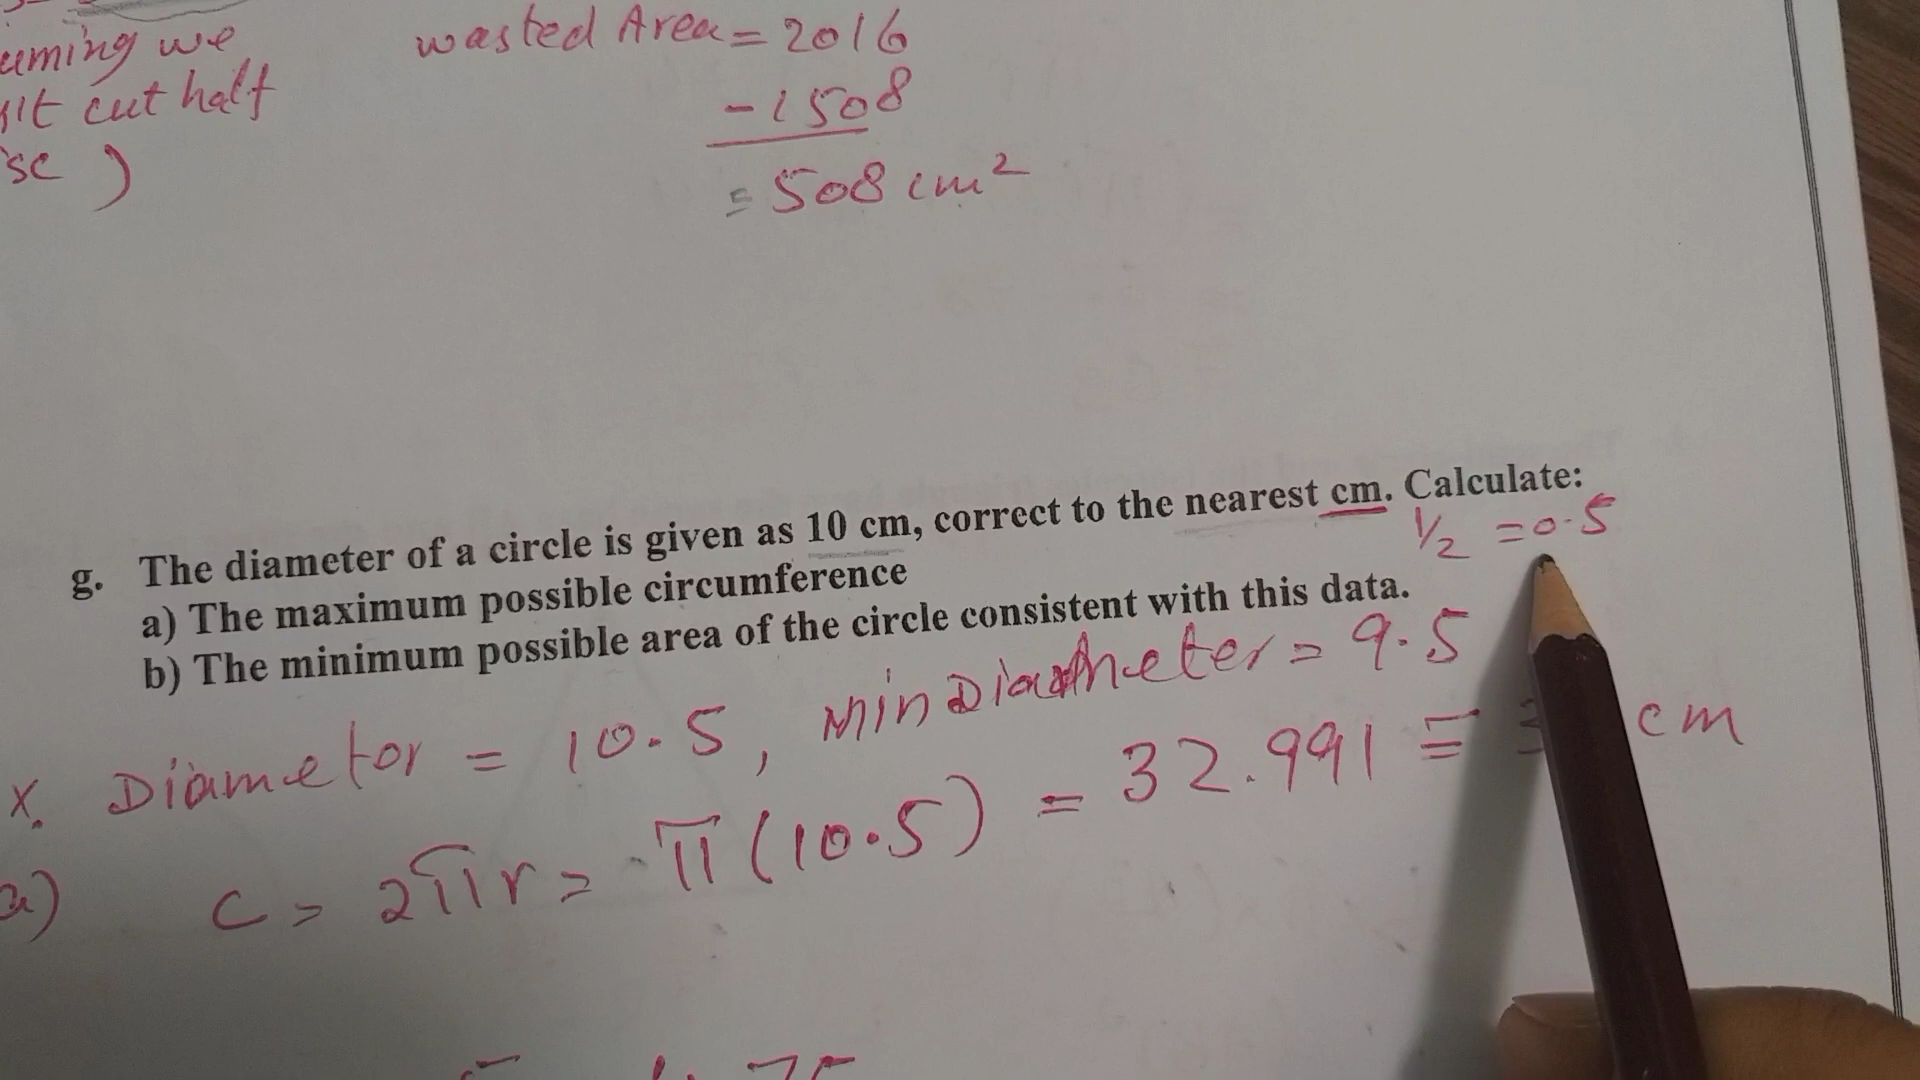 uming we
cut half
wasted Area = 2016
- 1508
= 508 cm²
g. The diameter of a circle is given as 10 cm, correct to the nearest cm. Calculate:
1/2 = 0.5
a) The maximum possible circumference
b) The minimum possible area of the circle consistent with this data.
x. Diameter = 10.5, Min Diameter = 9.5
a) C = 2πr = π(10.5) = 32.991 = cm